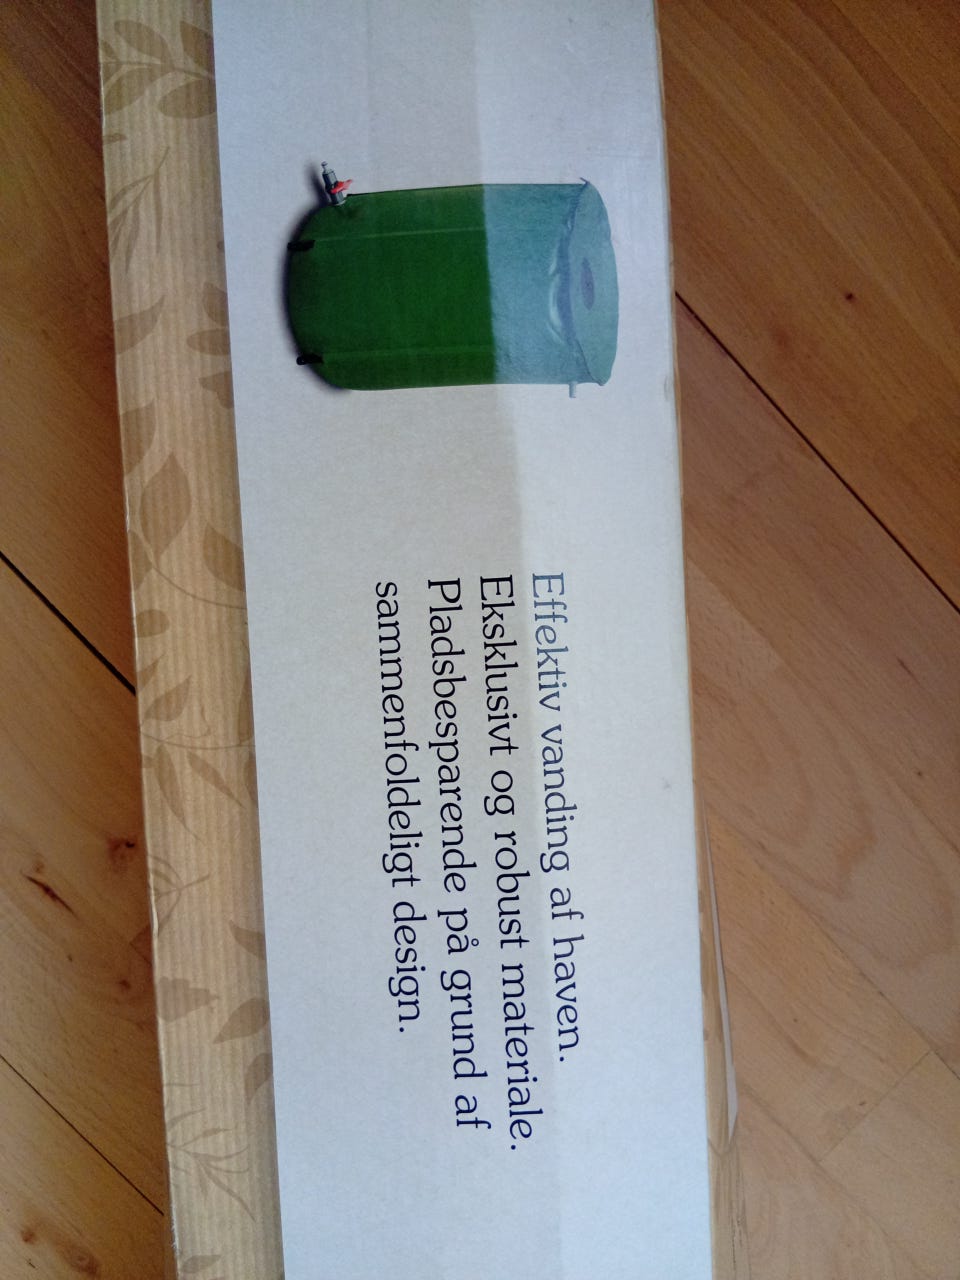 Effektiv vanding af haven.
Eksklusivt og robust materiale.
Pladsbesparende på grund af
sammenfoldeligt design.